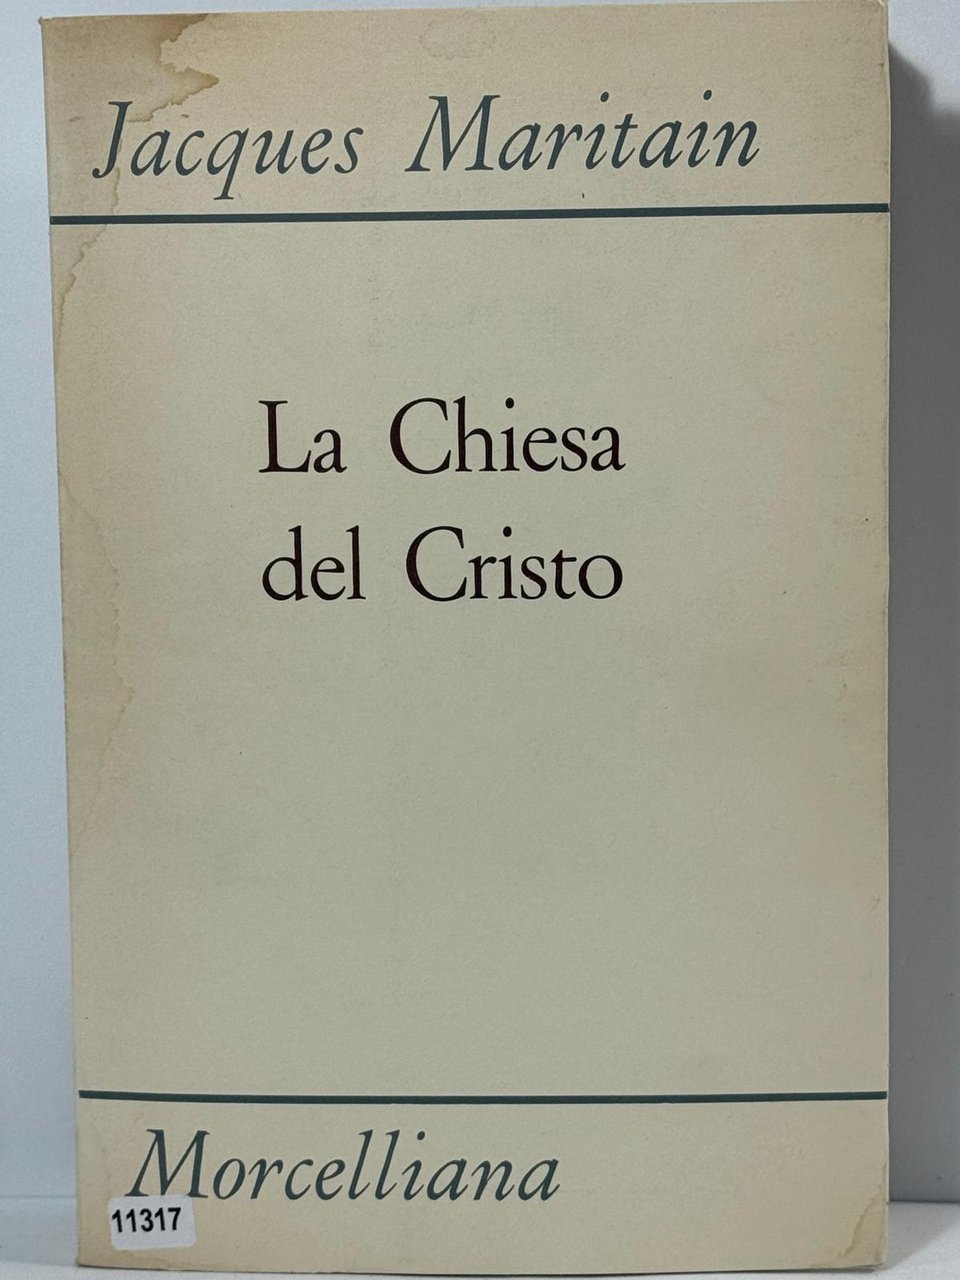 Jacques Maritain
La Chiesa
del Cristo
Morcelliana
11317